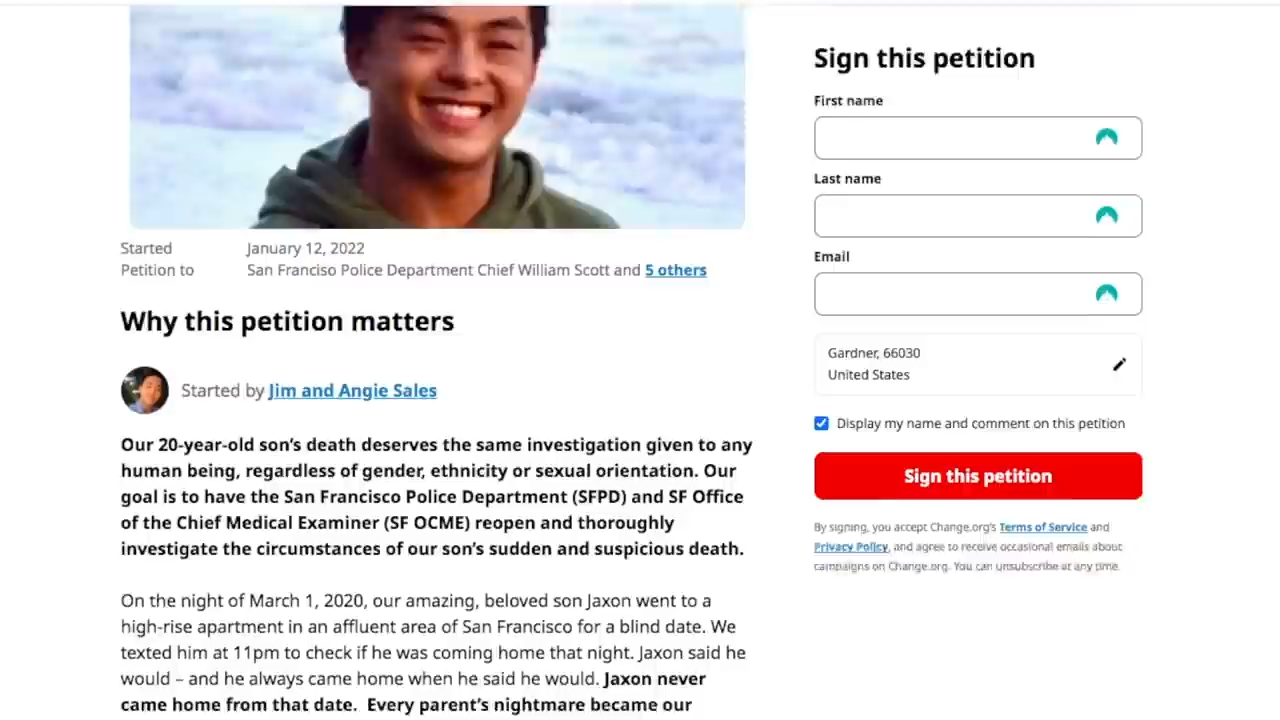 Started January 12, 2022
Petition to San Franciso Police Department Chief William Scott and 5 others
Why this petition matters
Started by Jim and Angie Sales
Our 20-year-old son’s death deserves the same investigation given to any
human being, regardless of gender, ethnicity or sexual orientation. Our
goal is to have the San Francisco Police Department (SFPD) and SF Office
of the Chief Medical Examiner (SF OCME) reopen and thoroughly
investigate the circumstances of our son’s sudden and suspicious death.
On the night of March 1, 2020, our amazing, beloved son Jaxon went to a
high-rise apartment in an affluent area of San Francisco for a blind date. We
texted him at 11pm to check if he was coming home that night. Jaxon said he
would – and he always came home when he said he would. Jaxon never
came home from that date. Every parent’s nightmare became our
Sign this petition
First name
Last name
Email
Gardner, 66030
United States
Display my name and comment on this petition
Sign this petition
By signing, you accept Change.org’s Terms of Service and
Privacy Policy, and agree to receive occasional emails about
campaigns on Change.org. You can unsubscribe at any time.